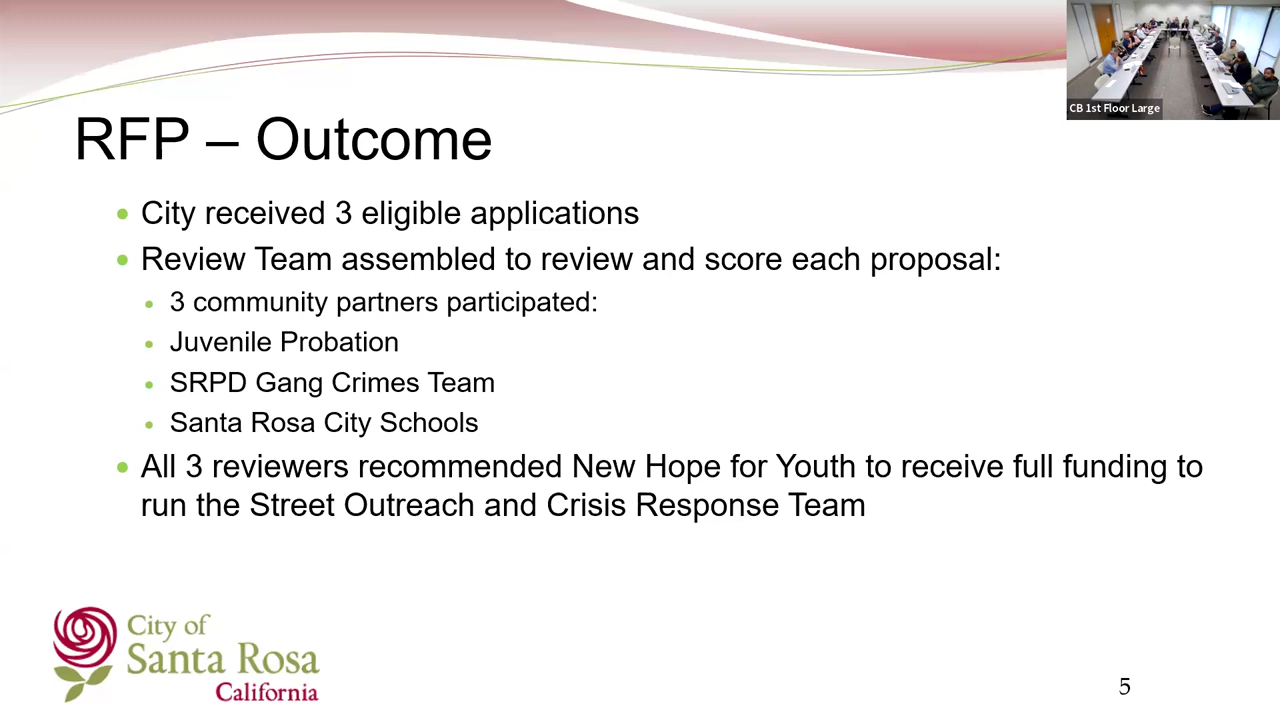 CB 1st Floor Large
RFP – Outcome
City received 3 eligible applications
Review Team assembled to review and score each proposal:
3 community partners participated:
Juvenile Probation
SRPD Gang Crimes Team
Santa Rosa City Schools
All 3 reviewers recommended New Hope for Youth to receive full funding to
run the Street Outreach and Crisis Response Team
City of
Santa Rosa
California
5